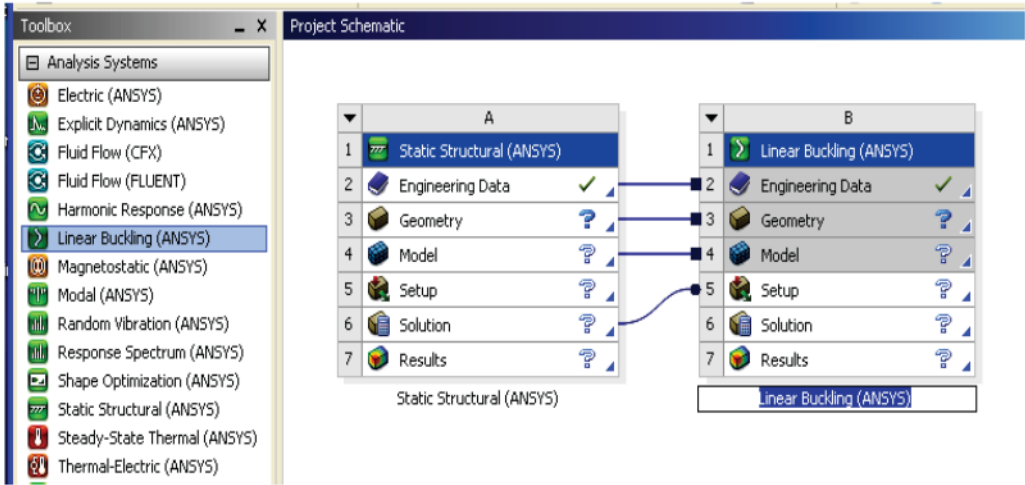 Toolbox
Project Schematic
Analysis Systems
Electric (ANSYS)
Explicit Dynamics (ANSYS)
Fluid Flow (CFX)
Fluid Flow (FLUENT)
Harmonic Response (ANSYS)
Linear Buckling (ANSYS)
Magnetostatic (ANSYS)
Modal (ANSYS)
Random Vibration (ANSYS)
Response Spectrum (ANSYS)
Shape Optimization (ANSYS)
Static Structural (ANSYS)
Steady-State Thermal (ANSYS)
Thermal-Electric (ANSYS)
A
1 Static Structural (ANSYS)
2 Engineering Data
3 Geometry ?
4 Model ?
5 Setup ?
6 Solution ?
7 Results ?
Static Structural (ANSYS)
B
1 Linear Buckling (ANSYS)
2 Engineering Data
3 Geometry ?
4 Model ?
5 Setup ?
6 Solution ?
7 Results ?
Linear Buckling (ANSYS)